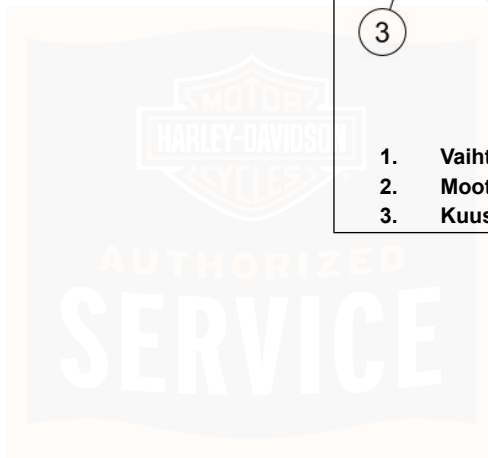 3
MOTOR
HARLEY-DAVIDSON
CYCLES
1. Vaiht
2. Moot
3. Kuus
AUTHORIZED
SERVICE